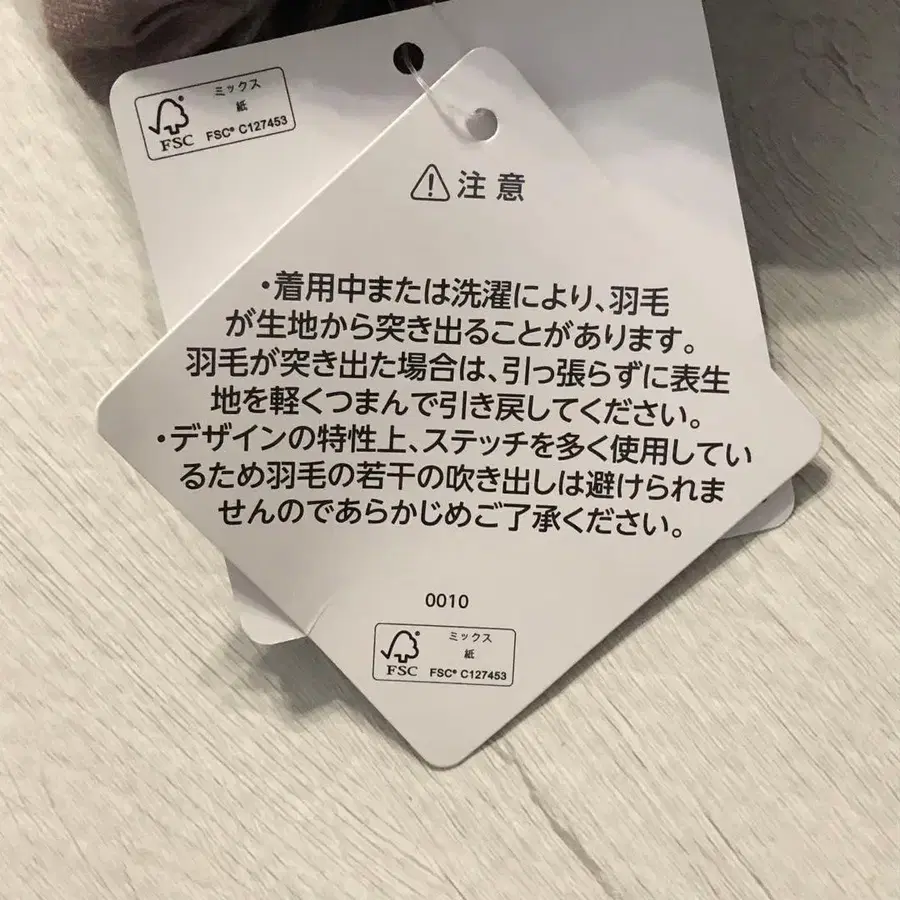 ミックス
紙
FSC
FSC® C127453
注意
・着用中または洗濯により、羽毛
が生地から突き出ることがあります。
羽毛が突き出た場合は、引っ張らずに表生
地を軽くつまんで引き戻してください。
・デザインの特性上、ステッチを多く使用してい
るため羽毛の若干の吹き出しは避けられま
せんのであらかじめご了承ください。
0010
ミックス
紙
FSC
FSC® C127453